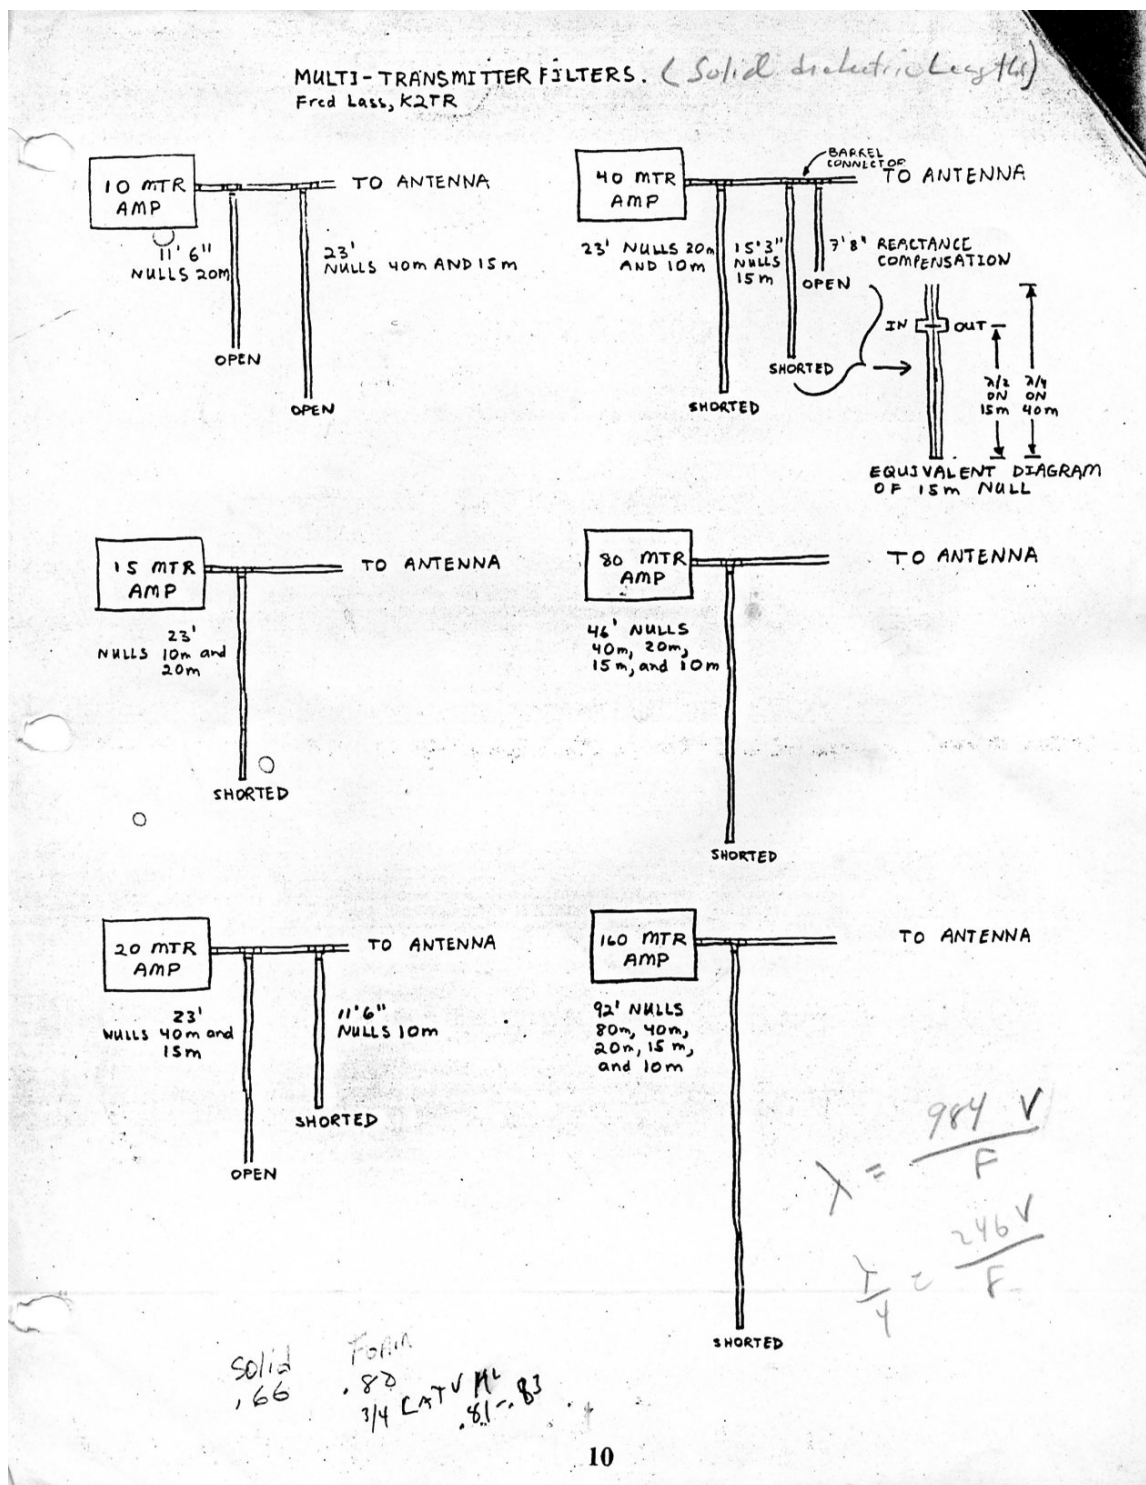 MULTI-TRANSMITTER FILTERS. (Solid dielectric Lengths)
Fred Lass, K2TR
10 MTR
AMP
TO ANTENNA
11' 6"
NULLS 20m
23'
NULLS 40m AND 15m
OPEN
OPEN
40 MTR
AMP
BARREL
CONNECTOR
TO ANTENNA
23' NULLS 20m
AND 10m
15'3"
NULLS
15m
7'8" REACTANCE
COMPENSATION
OPEN
SHORTED
SHORTED
IN
OUT
λ/2
ON
15m
λ/4
ON
40m
EQUIVALENT DIAGRAM
OF 15m NULL
15 MTR
AMP
TO ANTENNA
23'
NULLS 10m and
20m
SHORTED
80 MTR
AMP
TO ANTENNA
46' NULLS
40m, 20m,
15m, and 10m
SHORTED
20 MTR
AMP
TO ANTENNA
23'
NULLS 40m and
15m
11'6"
NULLS 10m
SHORTED
OPEN
160 MTR
AMP
TO ANTENNA
92' NULLS
80m, 40m,
20m, 15m,
and 10m
SHORTED
λ = 984 V / F
λ/4 = 246 V / F
Solid
.66
Foam
.80
3/4 CATV
.81-.83
10